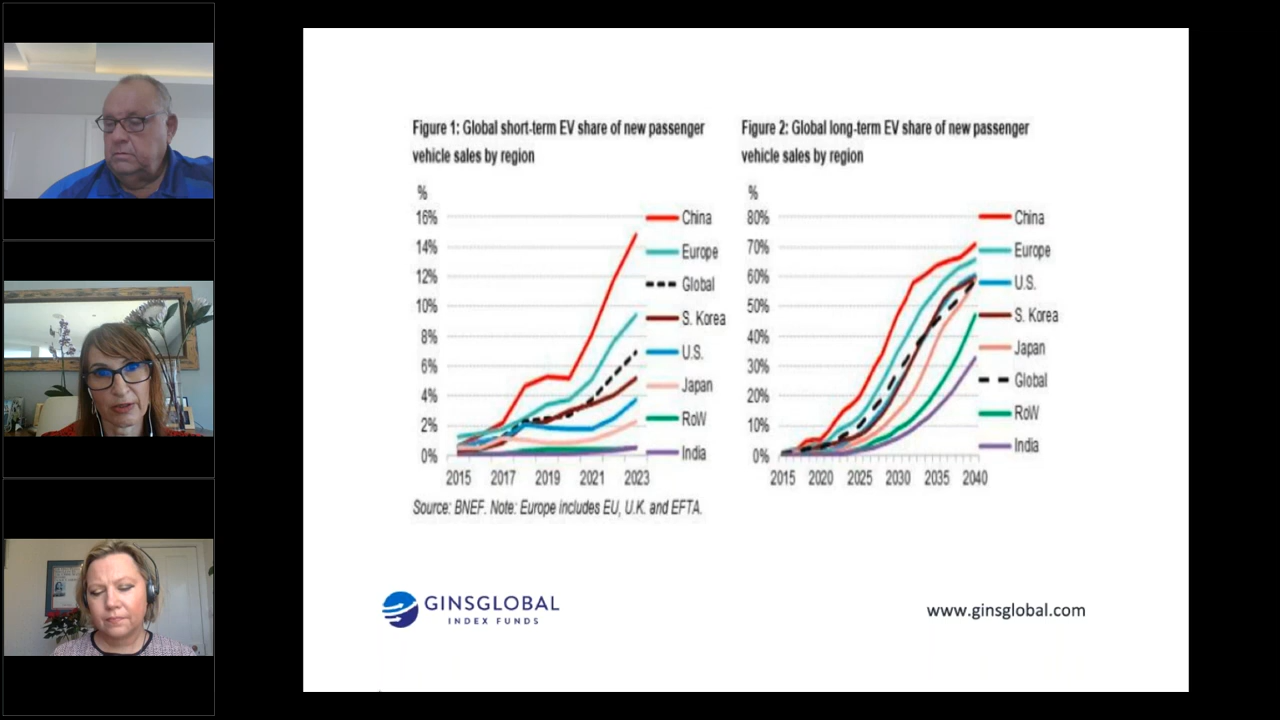 Figure 1: Global short-term EV share of new passenger
vehicle sales by region
%
16%
14%
12%
10%
8%
6%
4%
2%
0%
2015 2017 2019 2021 2023
China
Europe
Global
S. Korea
U.S.
Japan
RoW
India
Source: BNEF. Note: Europe includes EU, U.K. and EFTA.
Figure 2: Global long-term EV share of new passenger
vehicle sales by region
%
80%
70%
60%
50%
40%
30%
20%
10%
0%
2015 2020 2025 2030 2035 2040
China
Europe
U.S.
S. Korea
Japan
Global
RoW
India
GINSGLOBAL
INDEX FUNDS
www.ginsglobal.com